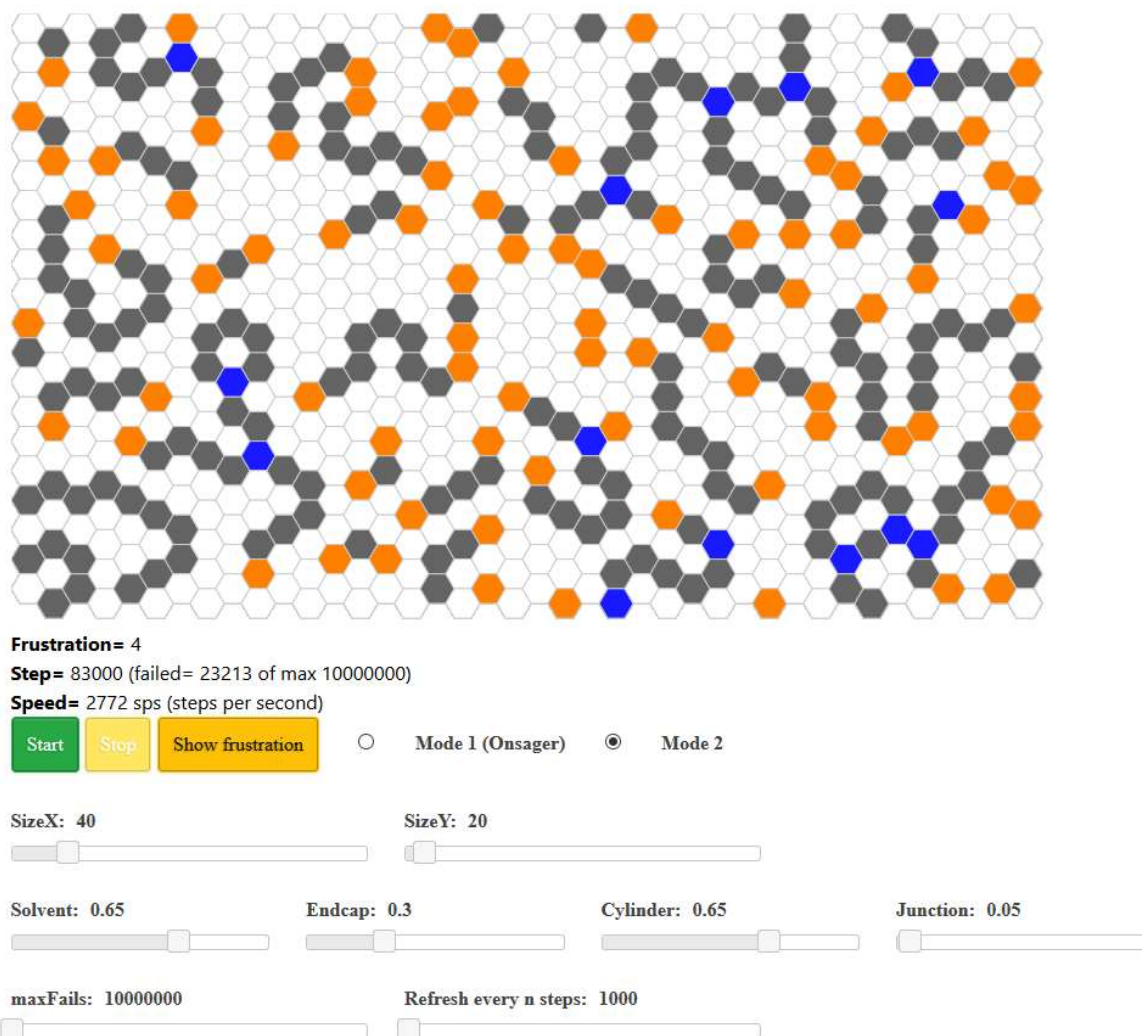 Frustration= 4
Step= 83000 (failed= 23213 of max 10000000)
Speed= 2772 sps (steps per second)
Start Stop Show frustration Mode 1 (Onsager) Mode 2
SizeX: 40 SizeY: 20
Solvent: 0.65 Endcap: 0.3 Cylinder: 0.65 Junction: 0.05
maxFails: 10000000 Refresh every n steps: 1000